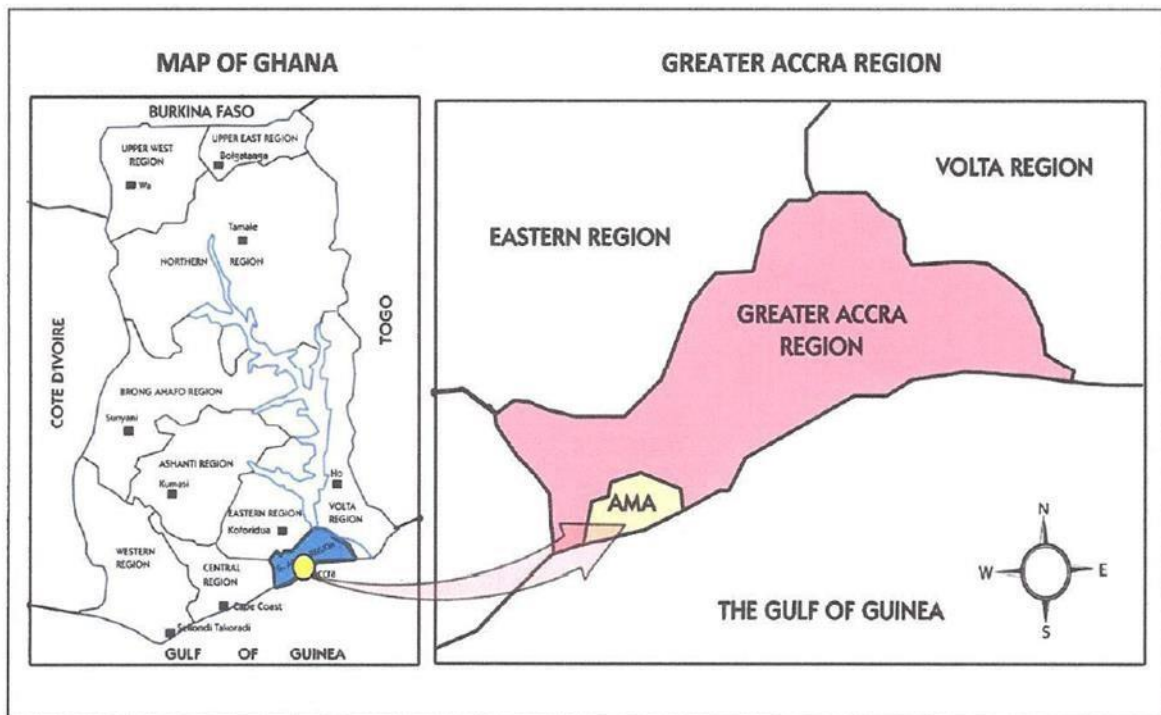 MAP OF GHANA
BURKINA FASO
UPPER EAST REGION
Bolgatanga
UPPER WEST
REGION
Wa
Tamale
NORTHERN REGION
COTE D'IVOIRE
TOGO
BRONG AHAFO REGION
Sunyani
ASHANTI REGION
Kumasi
Ho
VOLTA
REGION
EASTERN REGION
Koforidua
WESTERN
REGION
CENTRAL
REGION
Cape Coast
Sekondi Takoradi
GULF OF GUINEA
GREATER ACCRA REGION
VOLTA REGION
EASTERN REGION
GREATER ACCRA
REGION
AMA
THE GULF OF GUINEA
N
W
E
S